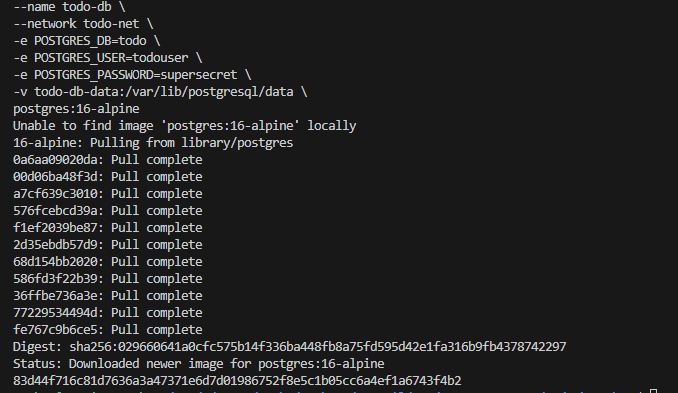 --name todo-db \
--network todo-net \
-e POSTGRES_DB=todo \
-e POSTGRES_USER=todouser \
-e POSTGRES_PASSWORD=supersecret \
-v todo-db-data:/var/lib/postgresql/data \
postgres:16-alpine
Unable to find image 'postgres:16-alpine' locally
16-alpine: Pulling from library/postgres
0a6aa09020da: Pull complete
00d06ba48f3d: Pull complete
a7cf639c3010: Pull complete
576fcebcd39a: Pull complete
f1ef2039be87: Pull complete
2d35ebdb57d9: Pull complete
68d154bb2020: Pull complete
586fd3f22b39: Pull complete
36ffbe736a3e: Pull complete
77229534494d: Pull complete
fe767c9b6ce5: Pull complete
Digest: sha256:029660641a0cfc575b14f336ba448fb8a75fd595d42e1fa316b9fb4378742297
Status: Downloaded newer image for postgres:16-alpine
83d44f716c81d7636a3a47371e6d7d01986752f8e5c1b05cc6a4ef1a6743f4b2